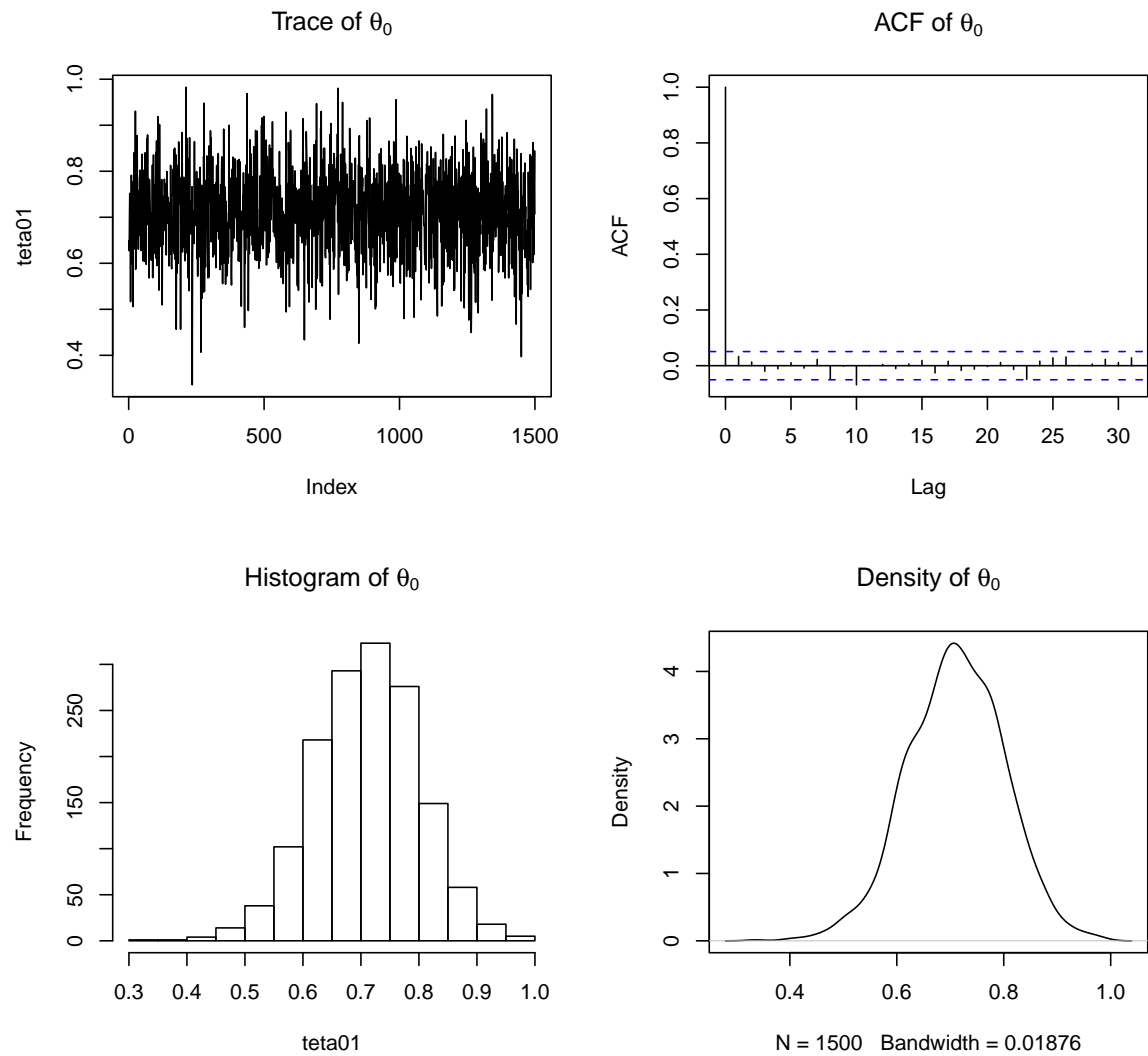 Trace of θ0
teta01
0.4 0.6 0.8 1.0
0 500 1000 1500
Index
ACF of θ0
ACF
0.0 0.2 0.4 0.6 0.8 1.0
0 5 10 15 20 25 30
Lag
Histogram of θ0
Frequency
0 50 150 250
0.3 0.4 0.5 0.6 0.7 0.8 0.9 1.0
teta01
Density of θ0
Density
0 1 2 3 4
0.4 0.6 0.8 1.0
N = 1500 Bandwidth = 0.01876